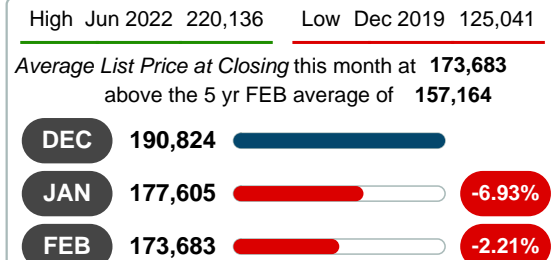 High Jun 2022 220,136 Low Dec 2019 125,041
Average List Price at Closing this month at 173,683
above the 5 yr FEB average of 157,164
DEC 190,824
JAN 177,605 -6.93%
FEB 173,683 -2.21%